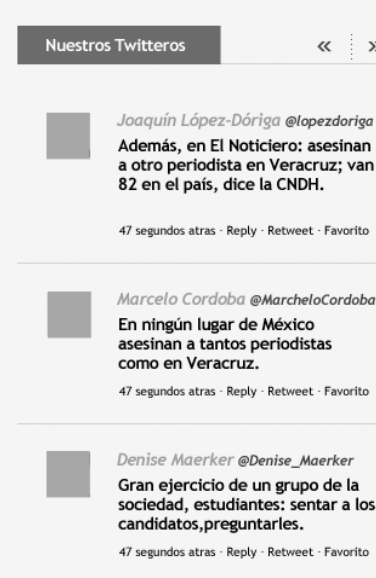 Nuestros Twitteros
«
»
Joaquín López-Dóriga @lopezdoriga
Además, en El Noticiero: asesinan
a otro periodista en Veracruz; van
82 en el país, dice la CNDH.
47 segundos atras · Reply · Retweet · Favorito
Marcelo Cordoba @MarcheloCordoba
En ningún lugar de México
asesinan a tantos periodistas
como en Veracruz.
47 segundos atras · Reply · Retweet · Favorito
Denise Maerker @Denise_Maerker
Gran ejercicio de un grupo de la
sociedad, estudiantes: sentar a los
candidatos,preguntarles.
47 segundos atras · Reply · Retweet · Favorito